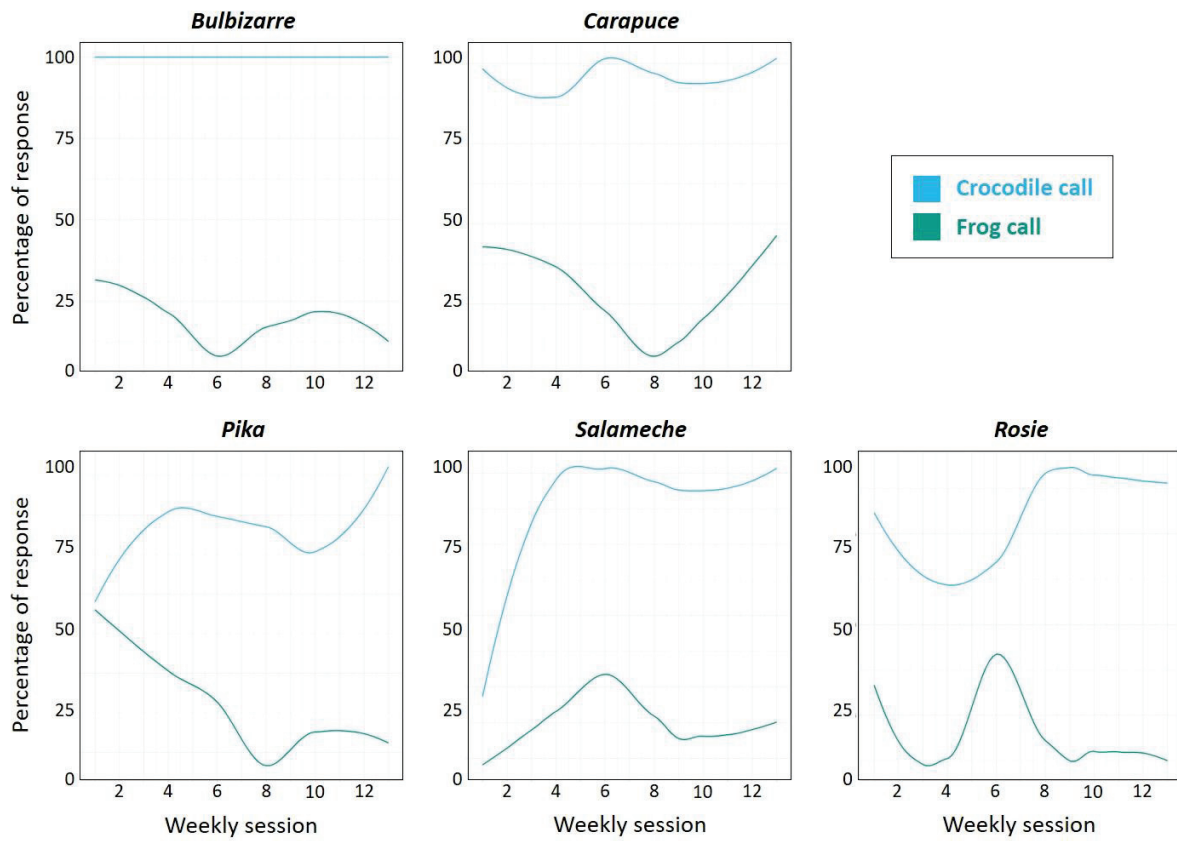 Bulbizarre
Carapuce
Percentage of response
100
75
50
25
0
2 4 6 8 10 12
100
75
50
25
0
2 4 6 8 10 12
Crocodile call
Frog call
Pika
Salameche
Rosie
Percentage of response
100
75
50
25
0
2 4 6 8 10 12
Weekly session
100
75
50
25
0
2 4 6 8 10 12
Weekly session
100
75
50
25
0
2 4 6 8 10 12
Weekly session